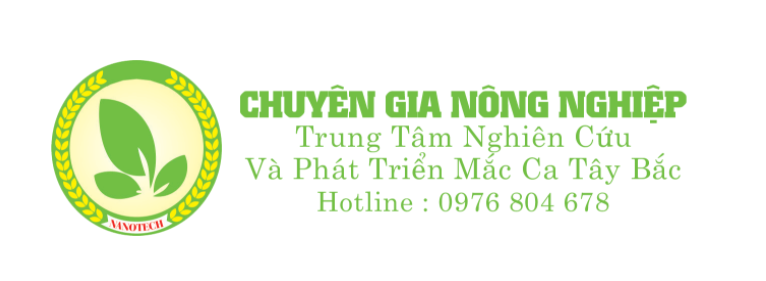 CHUYÊN GIA NÔNG NGHIỆP
Trung Tâm Nghiên Cứu
Và Phát Triển Mắc Ca Tây Bắc
Hotline : 0976 804 678
NANOTECH